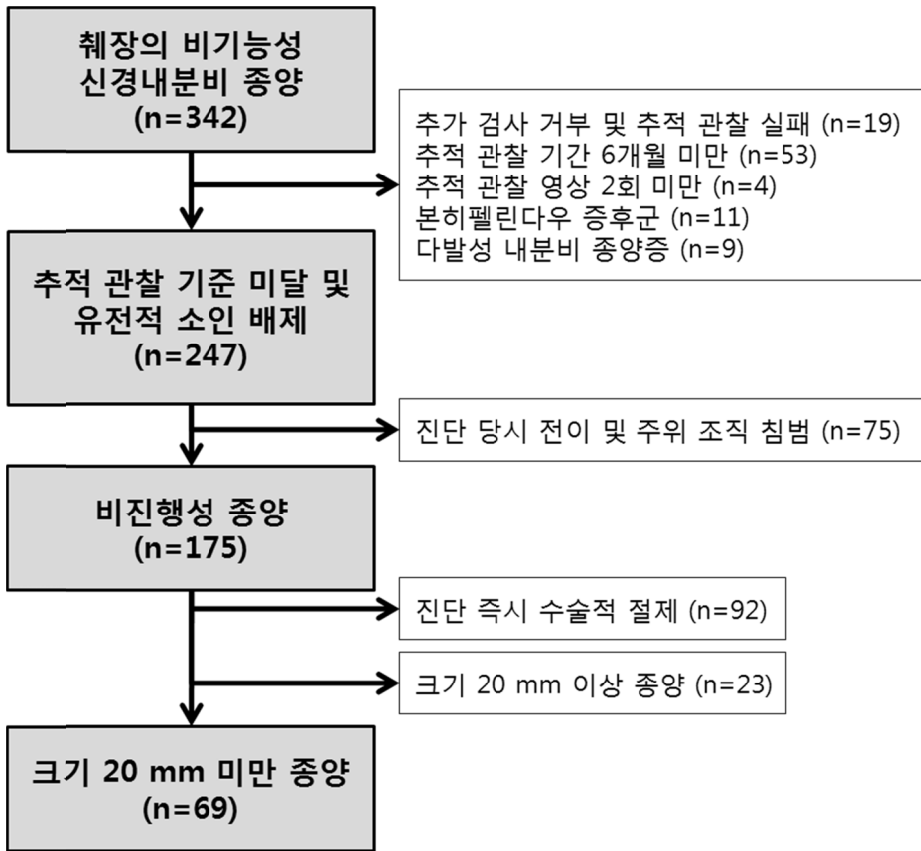 췌장의 비기능성
신경내분비 종양
(n=342)
추가 검사 거부 및 추적 관찰 실패 (n=19)
추적 관찰 기간 6개월 미만 (n=53)
추적 관찰 영상 2회 미만 (n=4)
본히펠린다우 증후군 (n=11)
다발성 내분비 종양증 (n=9)
추적 관찰 기준 미달 및
유전적 소인 배제
(n=247)
진단 당시 전이 및 주위 조직 침범 (n=75)
비진행성 종양
(n=175)
진단 즉시 수술적 절제 (n=92)
크기 20 mm 이상 종양 (n=23)
크기 20 mm 미만 종양
(n=69)